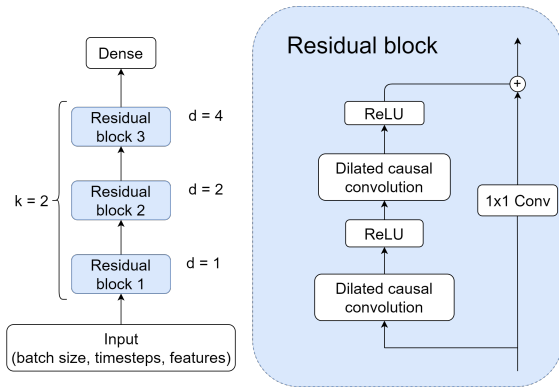 Dense
Residual
block 3
d = 4
k = 2
Residual
block 2
d = 2
Residual
block 1
d = 1
Input
(batch size, timesteps, features)
Residual block
+
ReLU
Dilated causal
convolution
1x1 Conv
ReLU
Dilated causal
convolution